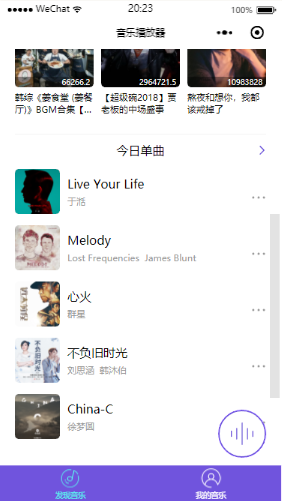 WeChat 20:23 100%
音乐播放器
66266.2 2964721.5 10983828
韩综《姜食堂 (姜餐 【超级碗2018】贾 熬夜和想你，我都
厅)》BGM合集【... 老板的中场盛事 该戒掉了
今日单曲
Live Your Life
于湉
Melody
Lost Frequencies James Blunt
心火
群星
不负旧时光
刘思涵 韩沐伯
China-C
徐梦圆
发现音乐 我的音乐